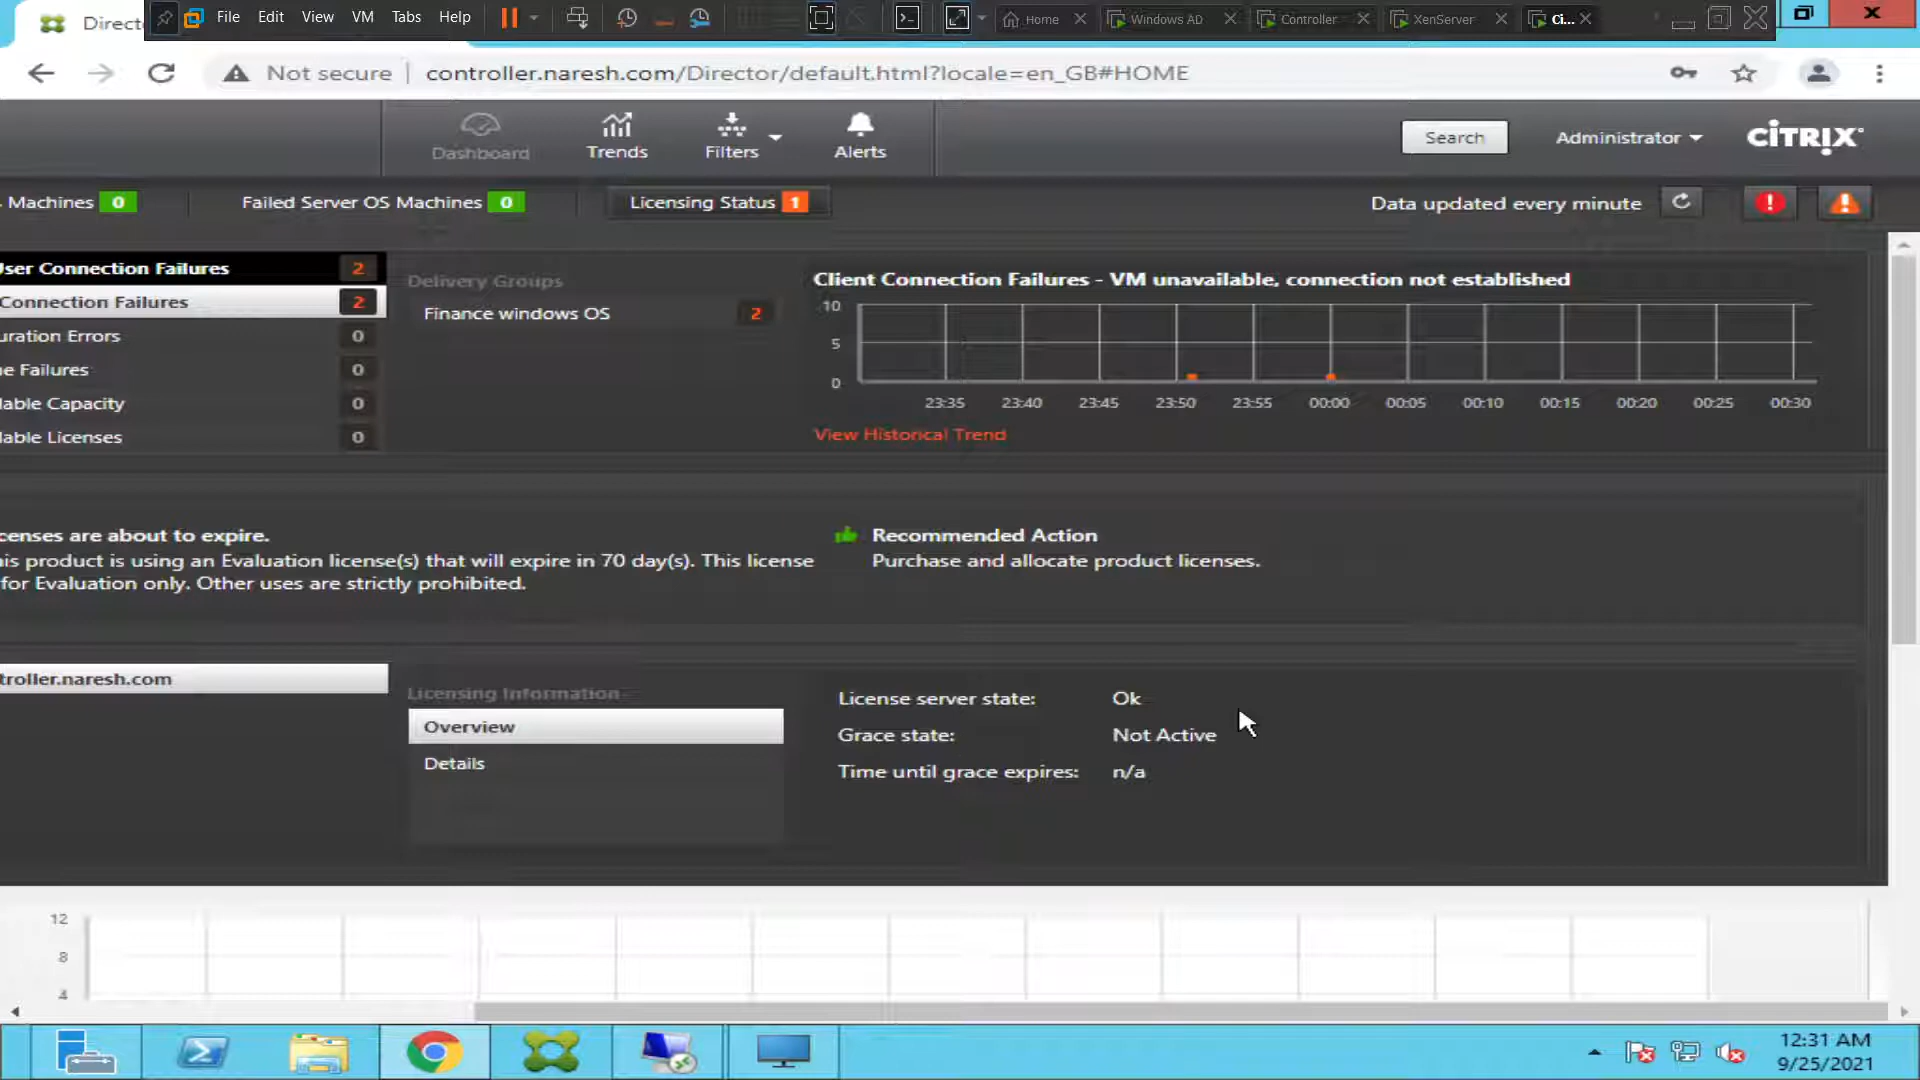 Direct
File Edit View VM Tabs Help
Home
Windows AD
Controller
XenServer
Ci...
Not secure
controller.naresh.com/Director/default.html?locale=en_GB#HOME
Dashboard
Trends
Filters
Alerts
Search
Administrator
CITRIX
Machines 0
Failed Server OS Machines 0
Licensing Status 1
Data updated every minute
User Connection Failures 2
Connection Failures 2
uration Errors 0
ne Failures 0
lable Capacity 0
lable Licenses 0
Delivery Groups
Finance windows OS 2
Client Connection Failures - VM unavailable, connection not established
10
5
0
23:35 23:40 23:45 23:50 23:55 00:00 00:05 00:10 00:15 00:20 00:25 00:30
View Historical Trend
censes are about to expire.
is product is using an Evaluation license(s) that will expire in 70 day(s). This license
for Evaluation only. Other uses are strictly prohibited.
Recommended Action
Purchase and allocate product licenses.
troller.naresh.com
Licensing Information
Overview
Details
License server state: Ok
Grace state: Not Active
Time until grace expires: n/a
12
8
4
12:31 AM
9/25/2021